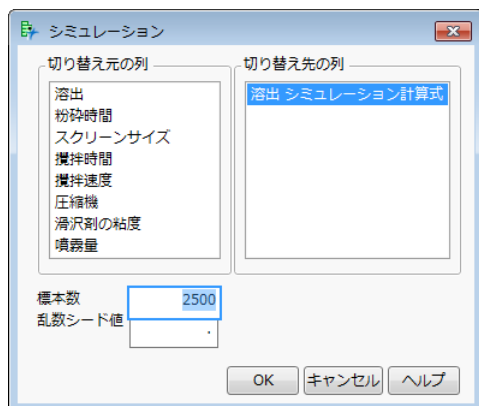 シミュレーション
切り替え元の列
溶出
粉砕時間
スクリーンサイズ
攪拌時間
攪拌速度
圧縮機
滑沢剤の粘度
噴霧量
切り替え先の列
溶出 シミュレーション計算式
標本数 2500
乱数シード値 .
OK キャンセル ヘルプ